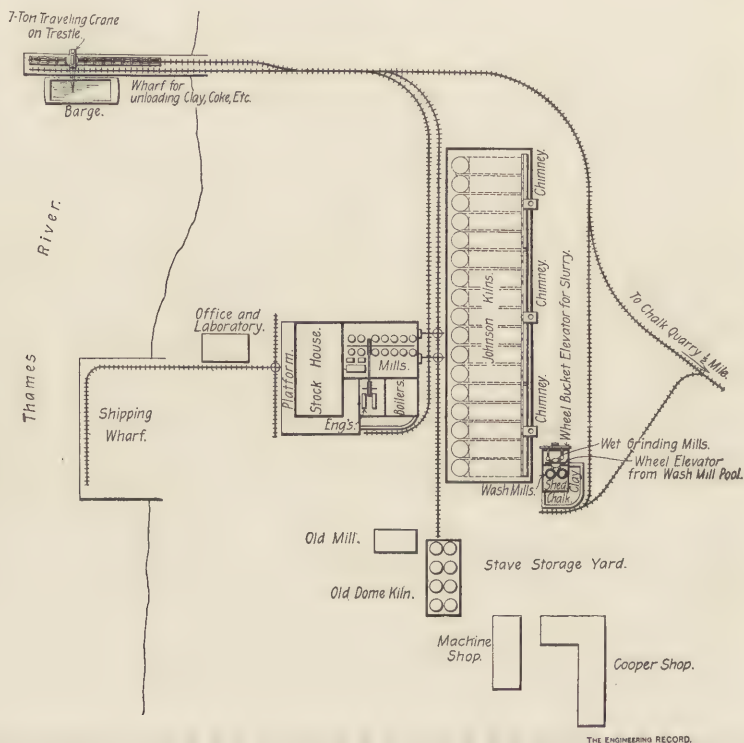 7-Ton Traveling Crane
on Trestle.
Wharf for
unloading Clay, Coke, Etc.
Barge.
River.
Thames
Chimney.
Chimney.
Chimney.
Johnson Kilns.
Wheel Bucket Elevator for Slurry.
To Chalk Quarry ½ Mile.
Office and
Laboratory.
Platform.
Stock House.
Mills.
Boilers.
Eng's.
Shipping
Wharf.
Wet Grinding Mills.
Wheel Elevator
from Wash Mill Pool.
Wash Mills.
Shed
Clay
Chalk.
Old Mill.
Old Dome Kiln.
Stave Storage Yard.
Machine
Shop.
Cooper Shop.
THE ENGINEERING RECORD.